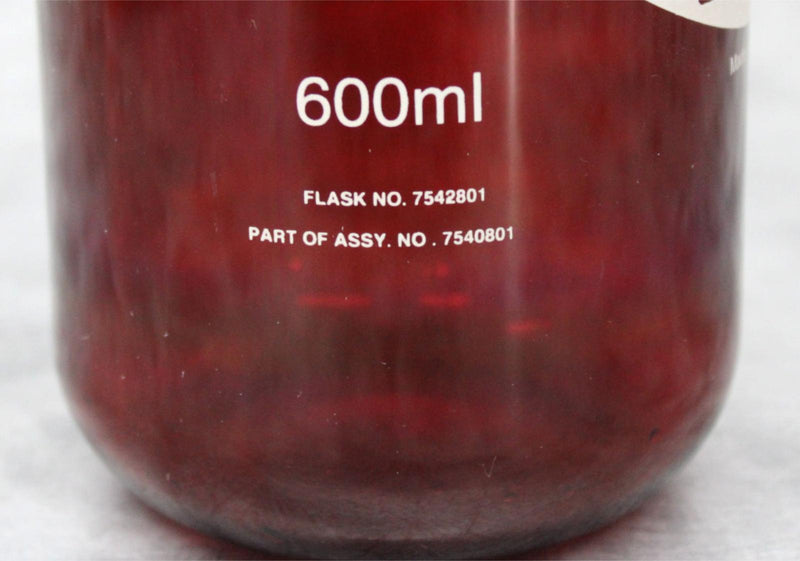 600ml
FLASK NO. 7542801
PART OF ASSY. NO . 7540801